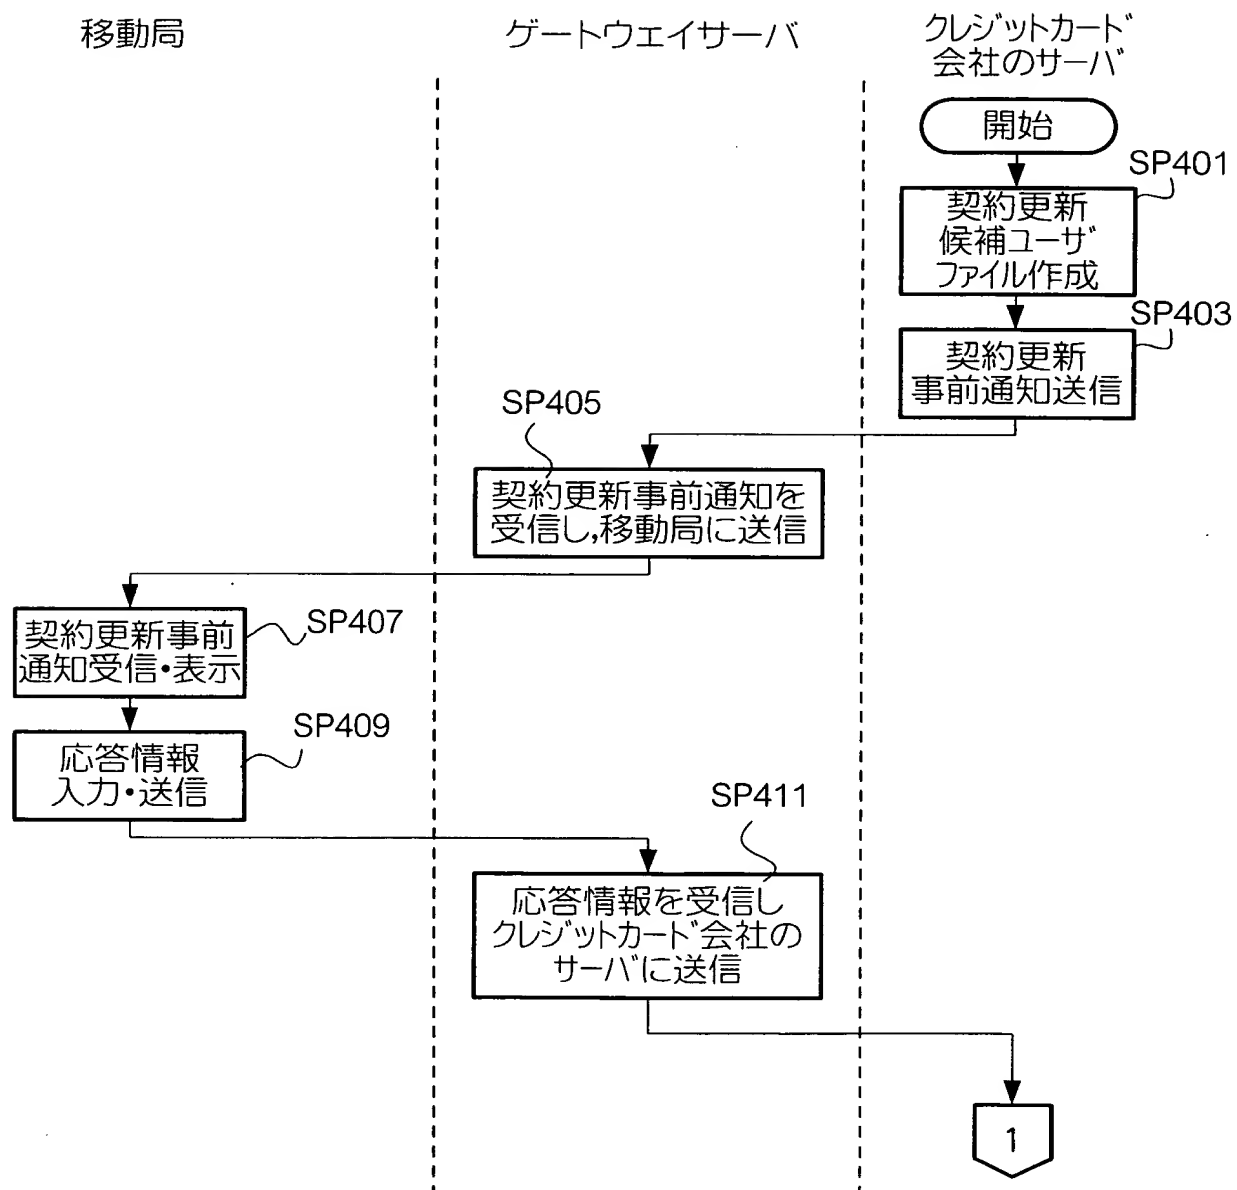 移動局
ゲートウェイサーバ
クレジットカード
会社のサーバ
開始
SP401
契約更新
候補ユーザ
ファイル作成
SP403
契約更新
事前通知送信
SP405
契約更新事前通知を
受信し,移動局に送信
SP407
契約更新事前
通知受信・表示
SP409
応答情報
入力・送信
SP411
応答情報を受信し
クレジットカード会社の
サーバに送信
1